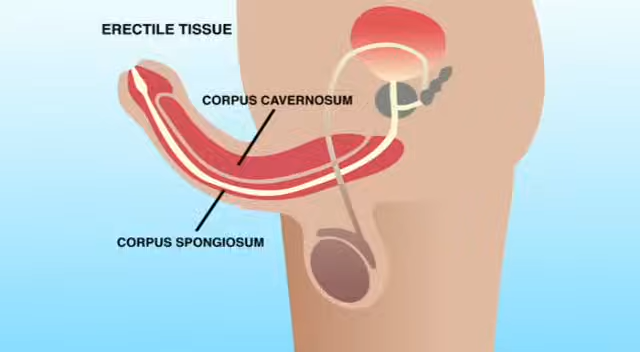 ERECTILE TISSUE
CORPUS CAVERNOSUM
CORPUS SPONGIOSUM